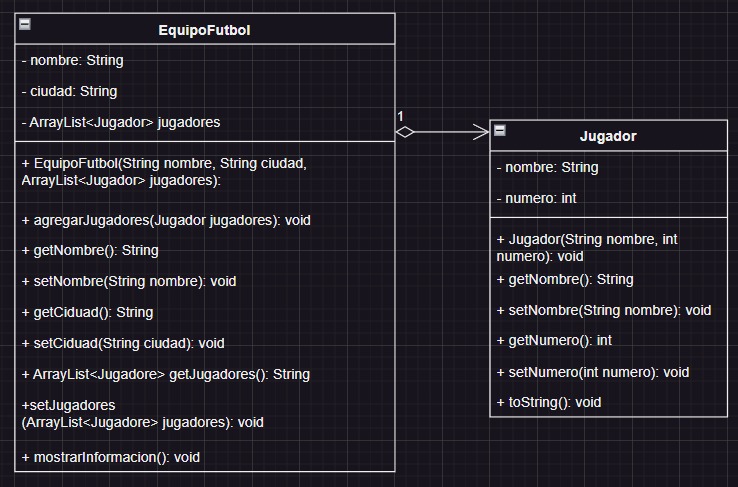 EquipoFutbol
- nombre: String
- ciudad: String
- ArrayList<Jugador> jugadores
+ EquipoFutbol(String nombre, String ciudad,
ArrayList<Jugador> jugadores):
+ agregarJugadores(Jugador jugadores): void
+ getNombre(): String
+ setNombre(String nombre): void
+ getCiduad(): String
+ setCiduad(String ciudad): void
+ ArrayList<Jugadore> getJugadores(): String
+setJugadores
(ArrayList<Jugadore> jugadores): void
+ mostrarInformacion(): void
1
Jugador
- nombre: String
- numero: int
+ Jugador(String nombre, int
numero): void
+ getNombre(): String
+ setNombre(String nombre): void
+ getNumero(): int
+ setNumero(int numero): void
+ toString(): void